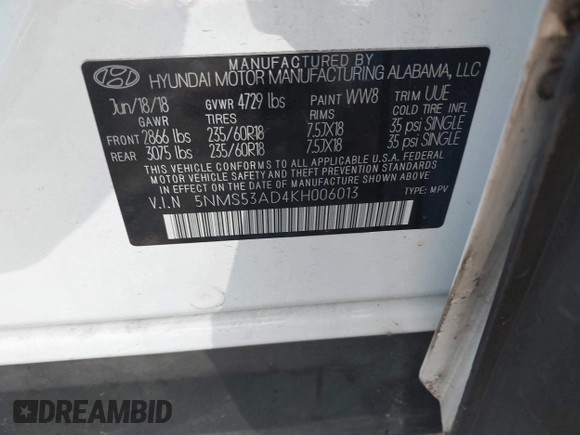 MANUFACTURED BY
HYUNDAI MOTOR MANUFACTURING ALABAMA, LLC
Jun/18/18 GVWR 4729 lbs PAINT WW8 TRIM UUE
GAWR TIRES RIMS COLD TIRE INFL
FRONT 2866 lbs 235/60R18 7.5JX18 35 psi SINGLE
REAR 3075 lbs 235/60R18 7.5JX18 35 psi SINGLE
THIS VEHICLE CONFORMS TO ALL APPLICABLE U.S.A. FEDERAL
MOTOR VEHICLE SAFETY AND THEFT PREVENTION STANDARDS
IN EFFECT ON THE DATE OF MANUFACTURE SHOWN ABOVE.
V.I.N 5NMS53AD4KH006013 TYPE: MPV
DREAMBID